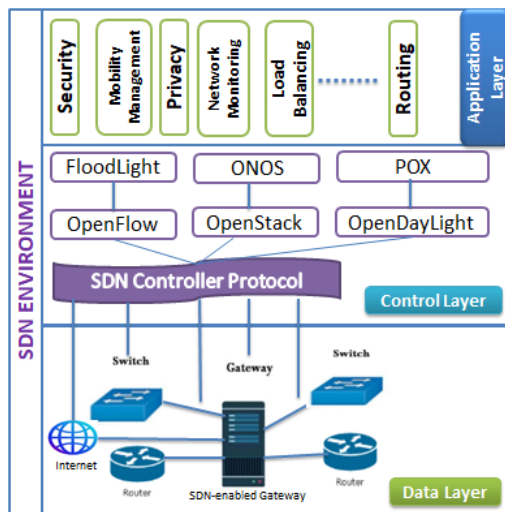 SDN ENVIRONMENT
Security
Mobility
Management
Privacy
Network
Monitoring
Load
Balancing
Routing
Application
Layer
FloodLight
ONOS
POX
OpenFlow
OpenStack
OpenDayLight
SDN Controller Protocol
Control Layer
Switch
Gateway
Switch
Internet
Router
SDN-enabled Gateway
Router
Data Layer